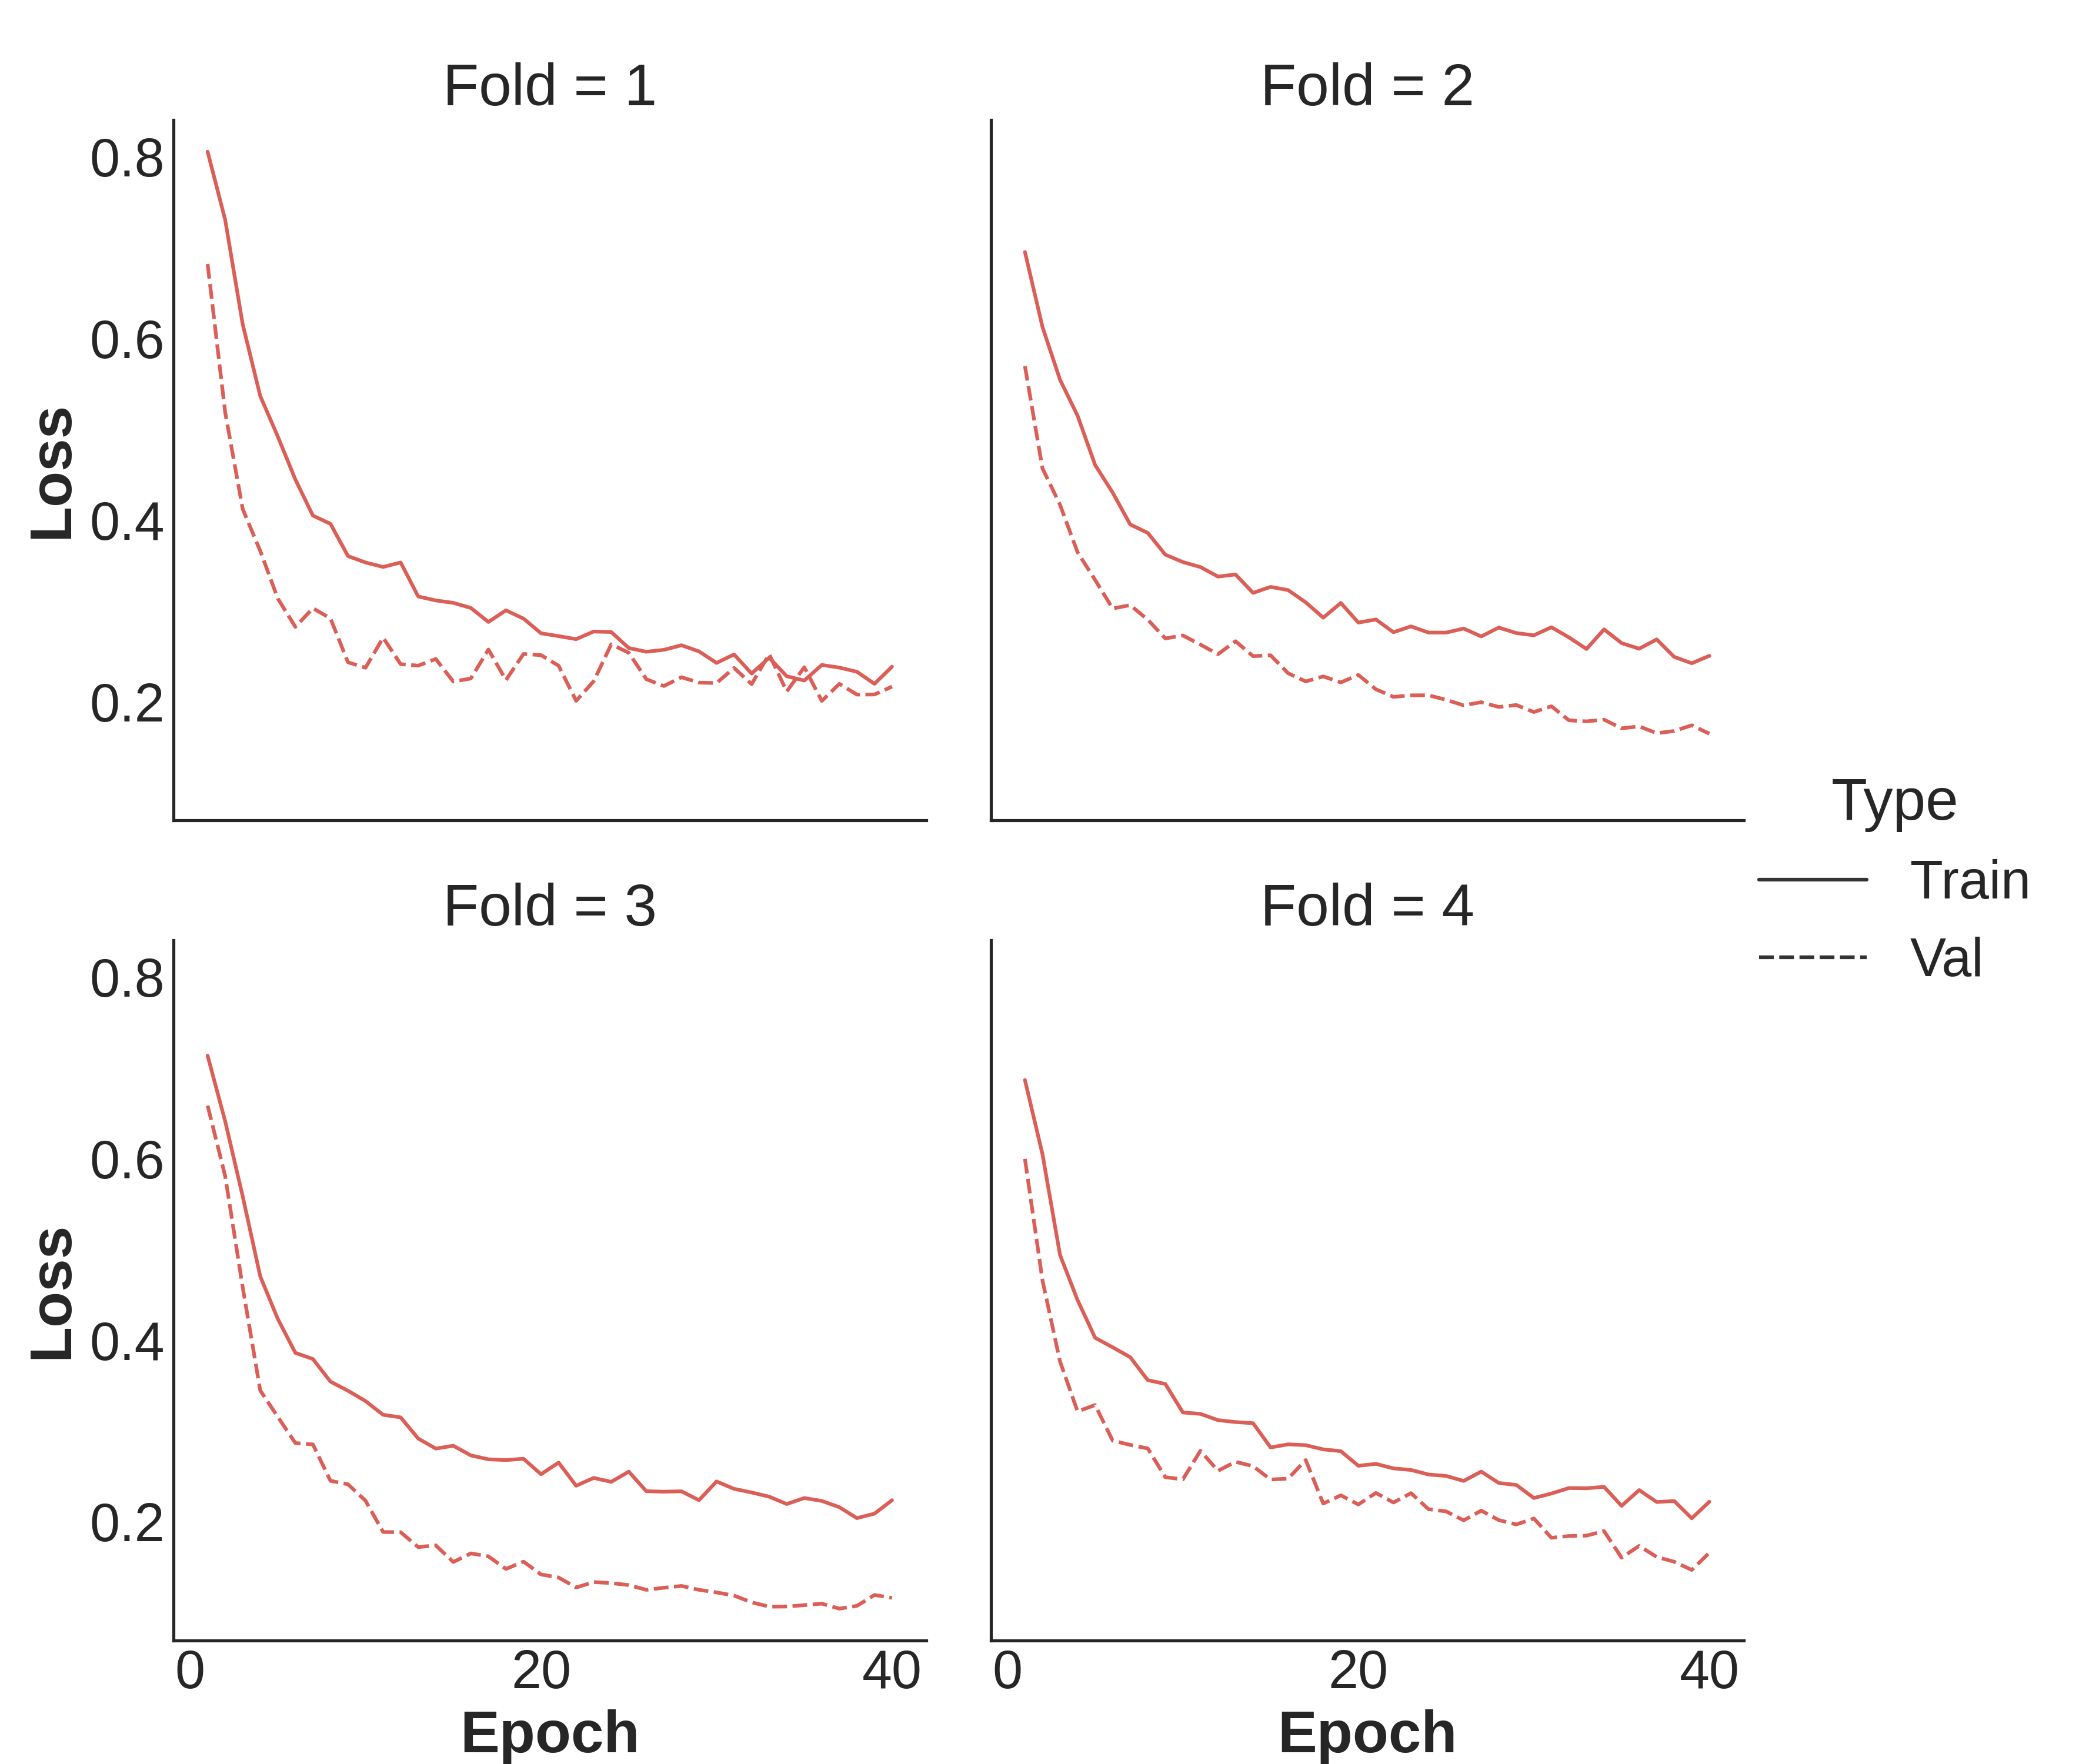 Fold = 1
Fold = 2
0.8
0.6
0.4
0.2
Loss
Type
Train
Val
Fold = 3
Fold = 4
0.8
0.6
0.4
0.2
Loss
0 20 40
0 20 40
Epoch
Epoch